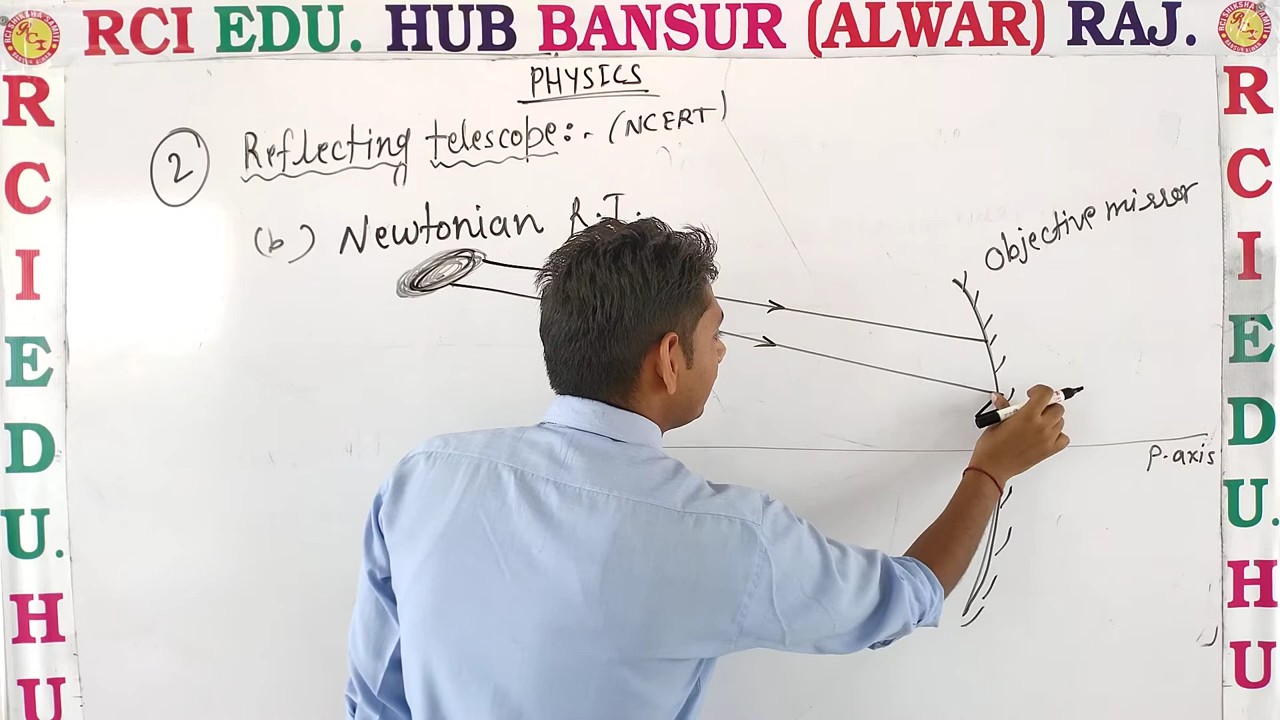 RCI EDU. HUB BANSUR (ALWAR) RAJ.
PHYSICS
2 Reflecting telescope:- (NCERT)
(b) Newtonian R.T.
Objective mirror
P-axis
R
C
I
E
D
U.
H
U
R
C
I
E
D
U.
H
U